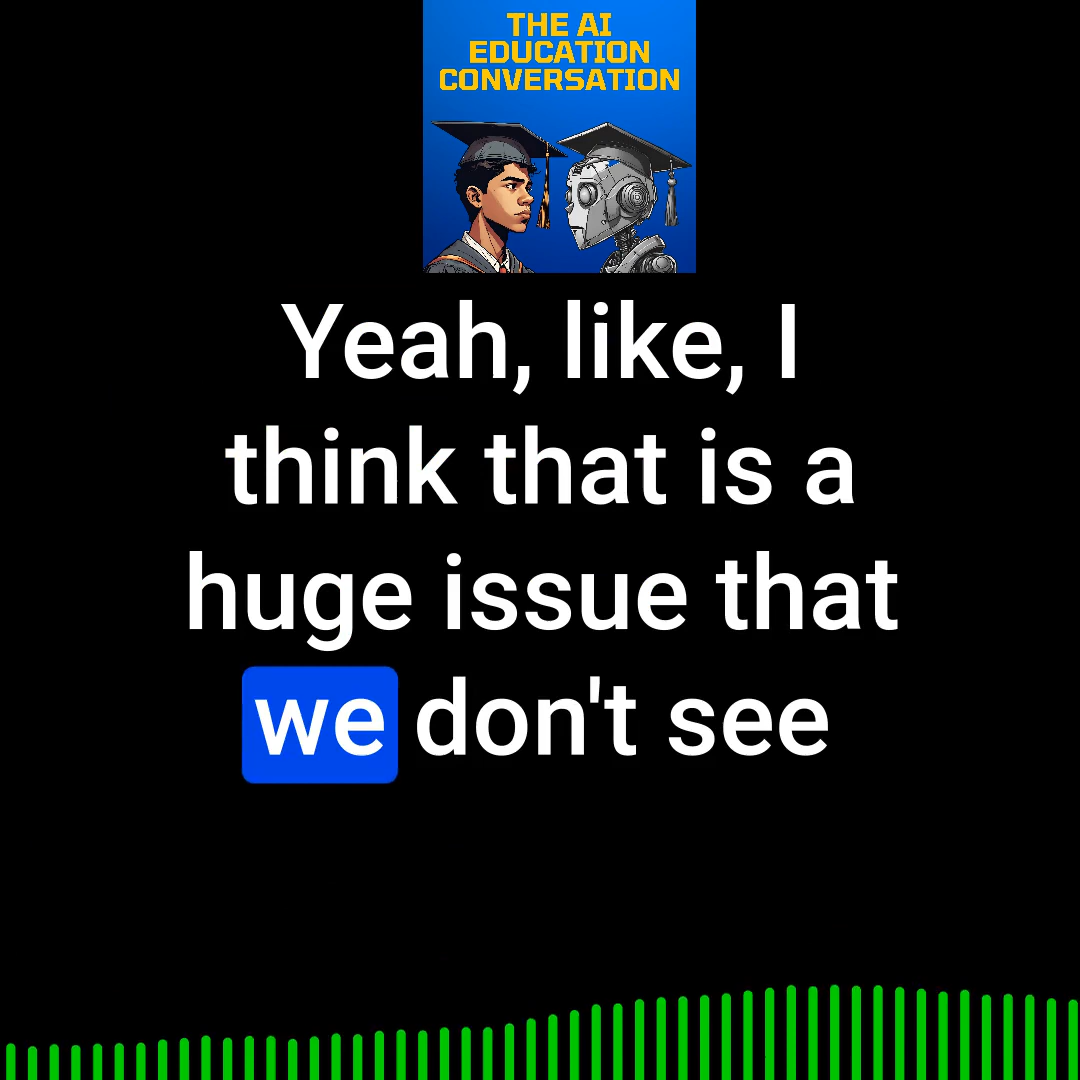 THE AI
EDUCATION
CONVERSATION
Yeah, like, I
think that is a
huge issue that
we don't see